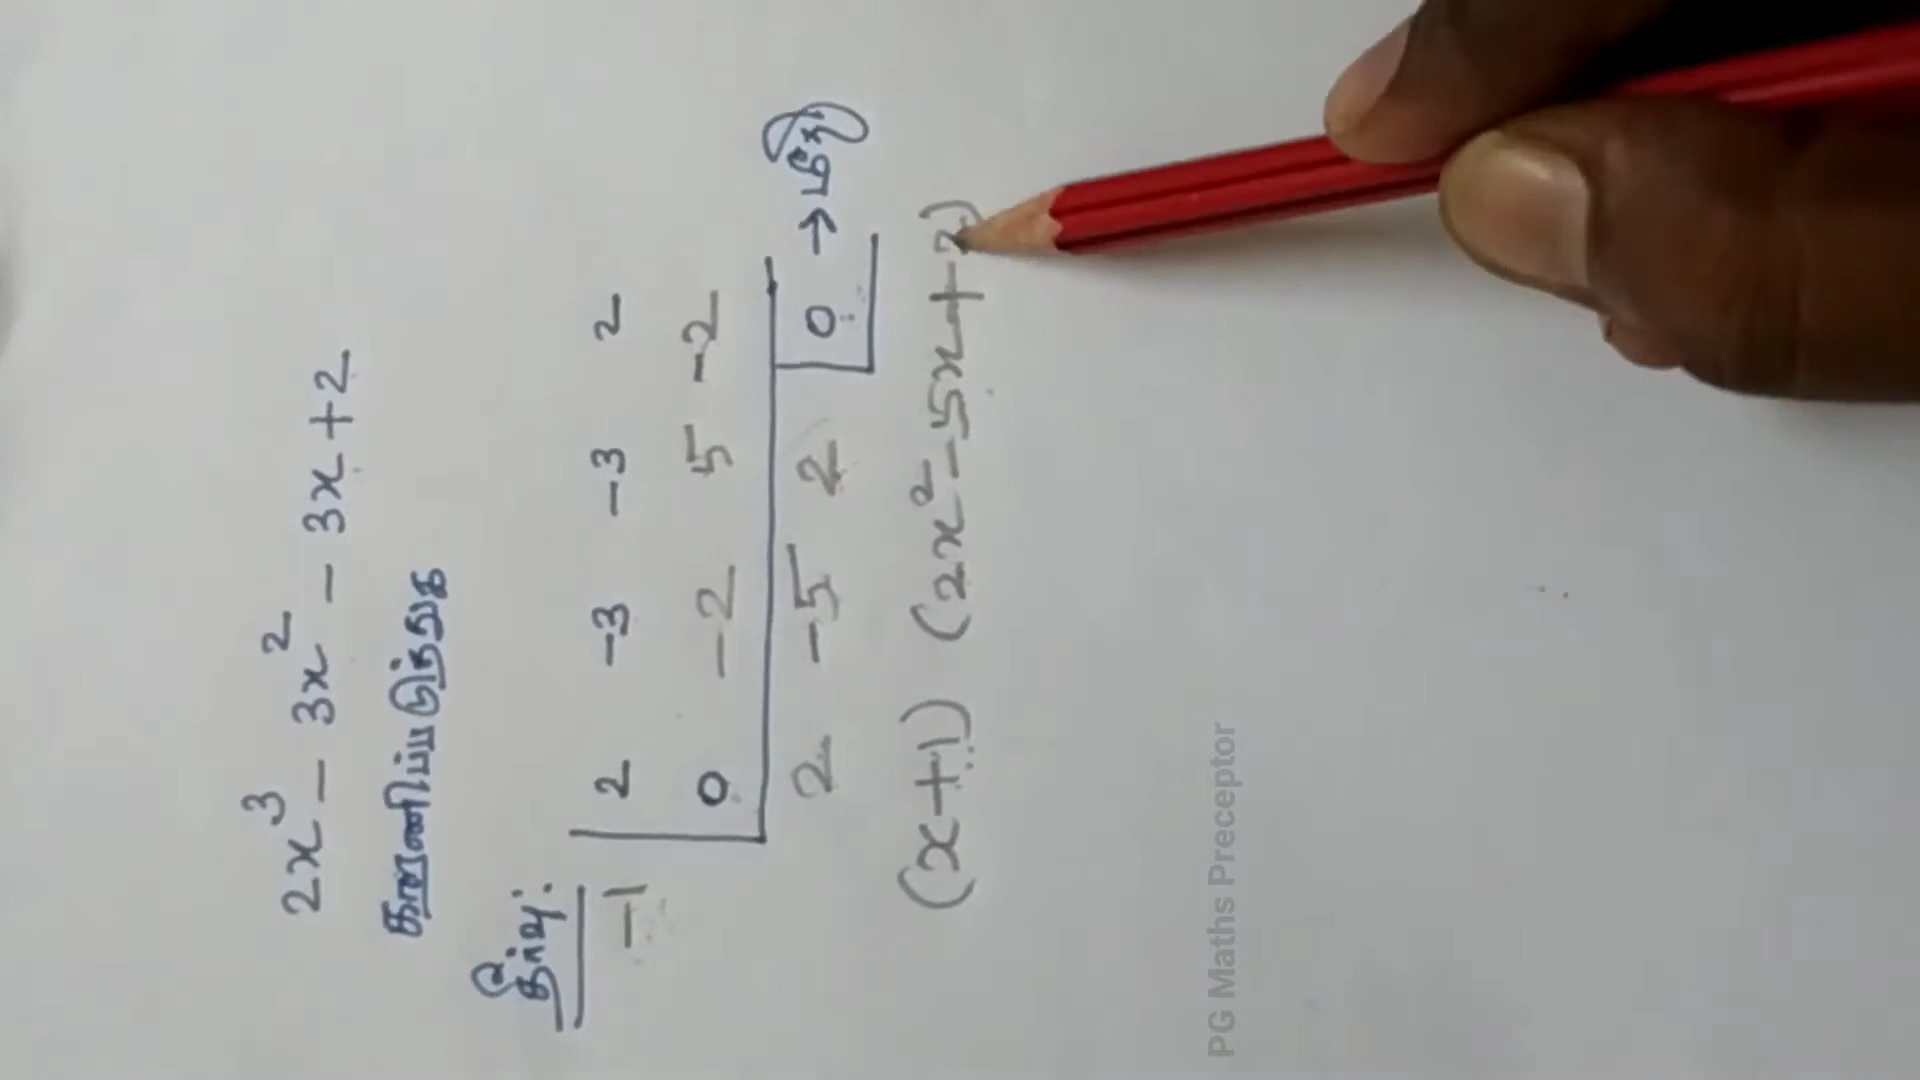 2x³ - 3x² - 3x + 2
காரணிப்படுத்துக
தீர்வு:
-1 2 -3 -3 2
0 -2 5 -2
2 -5 2 0 → மீதி
(x+1) (2x² - 5x + 2)
PG Maths Preceptor